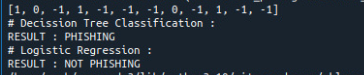 [1, 0, -1, 1, -1, -1, -1, 0, -1, 1, -1, -1]
# Decission Tree Classification :
RESULT : PHISHING
# Logistic Regression :
RESULT : NOT PHISHING